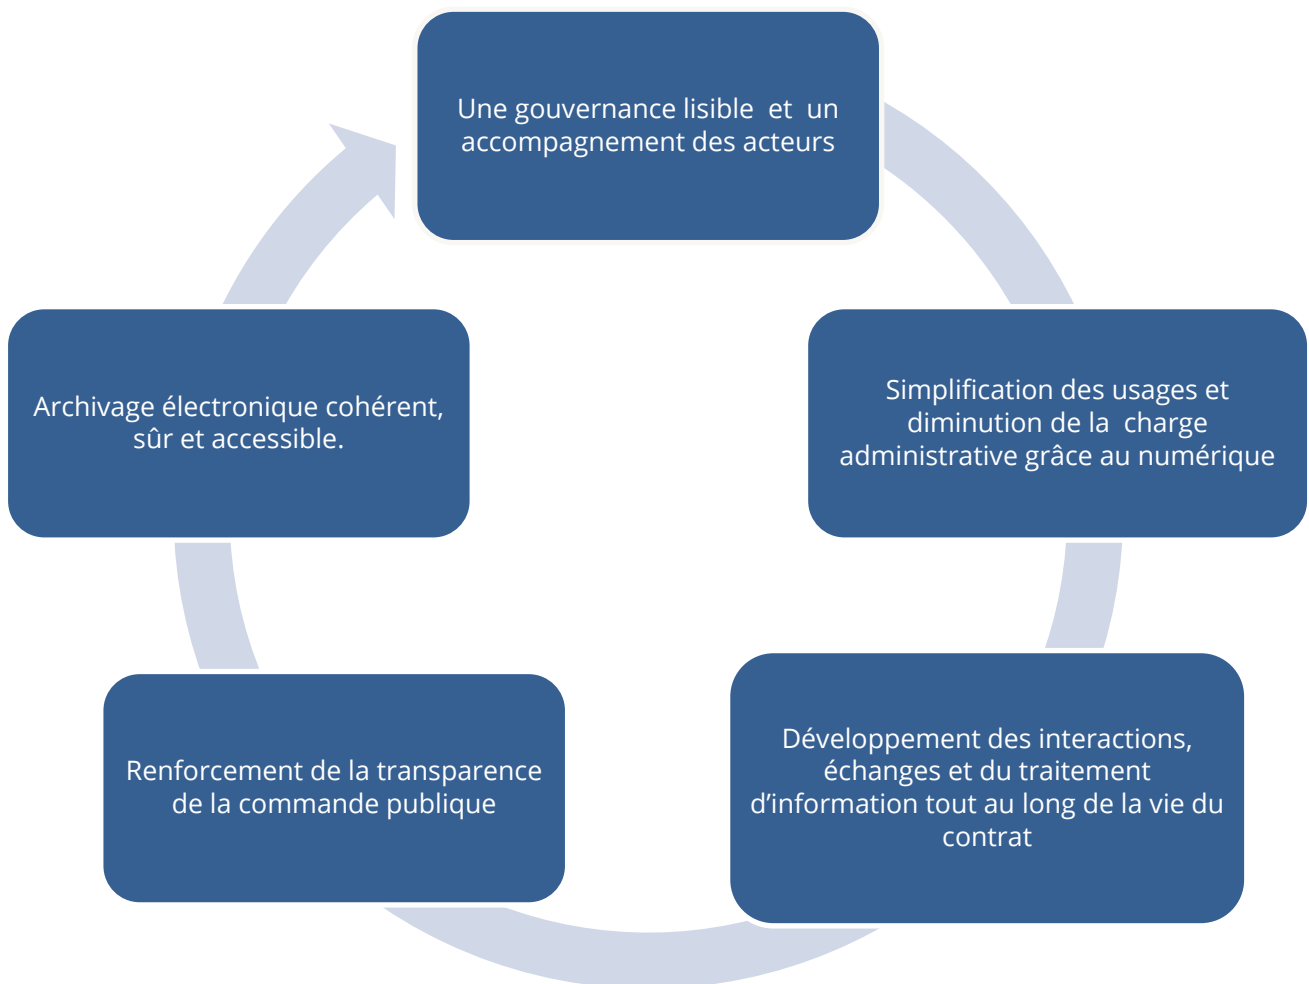 Une gouvernance lisible et un
accompagnement des acteurs
Simplification des usages et
diminution de la charge
administrative grâce au numérique
Développement des interactions,
échanges et du traitement
d’information tout au long de la vie du
contrat
Renforcement de la transparence
de la commande publique
Archivage électronique cohérent,
sûr et accessible.